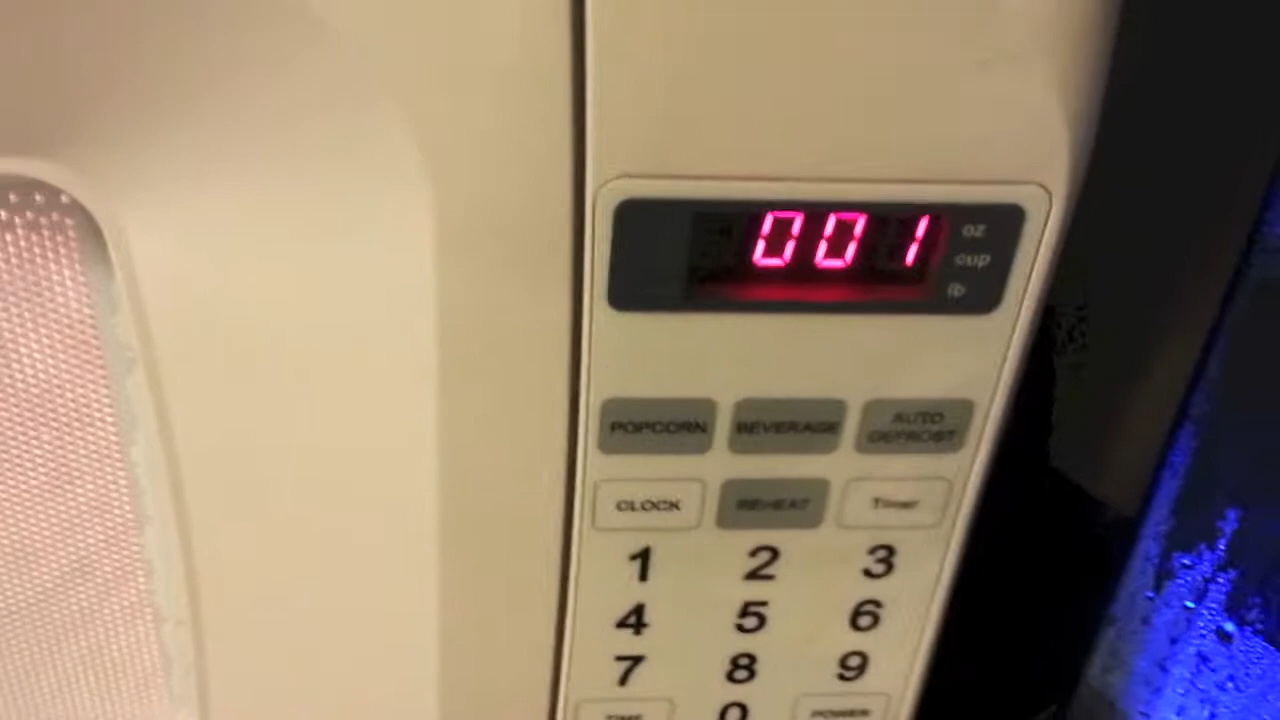 001
oz
cup
lb
POPCORN BEVERAGE AUTO DEFROST
CLOCK REHEAT Timer
1 2 3
4 5 6
7 8 9
TIME 0 POWER